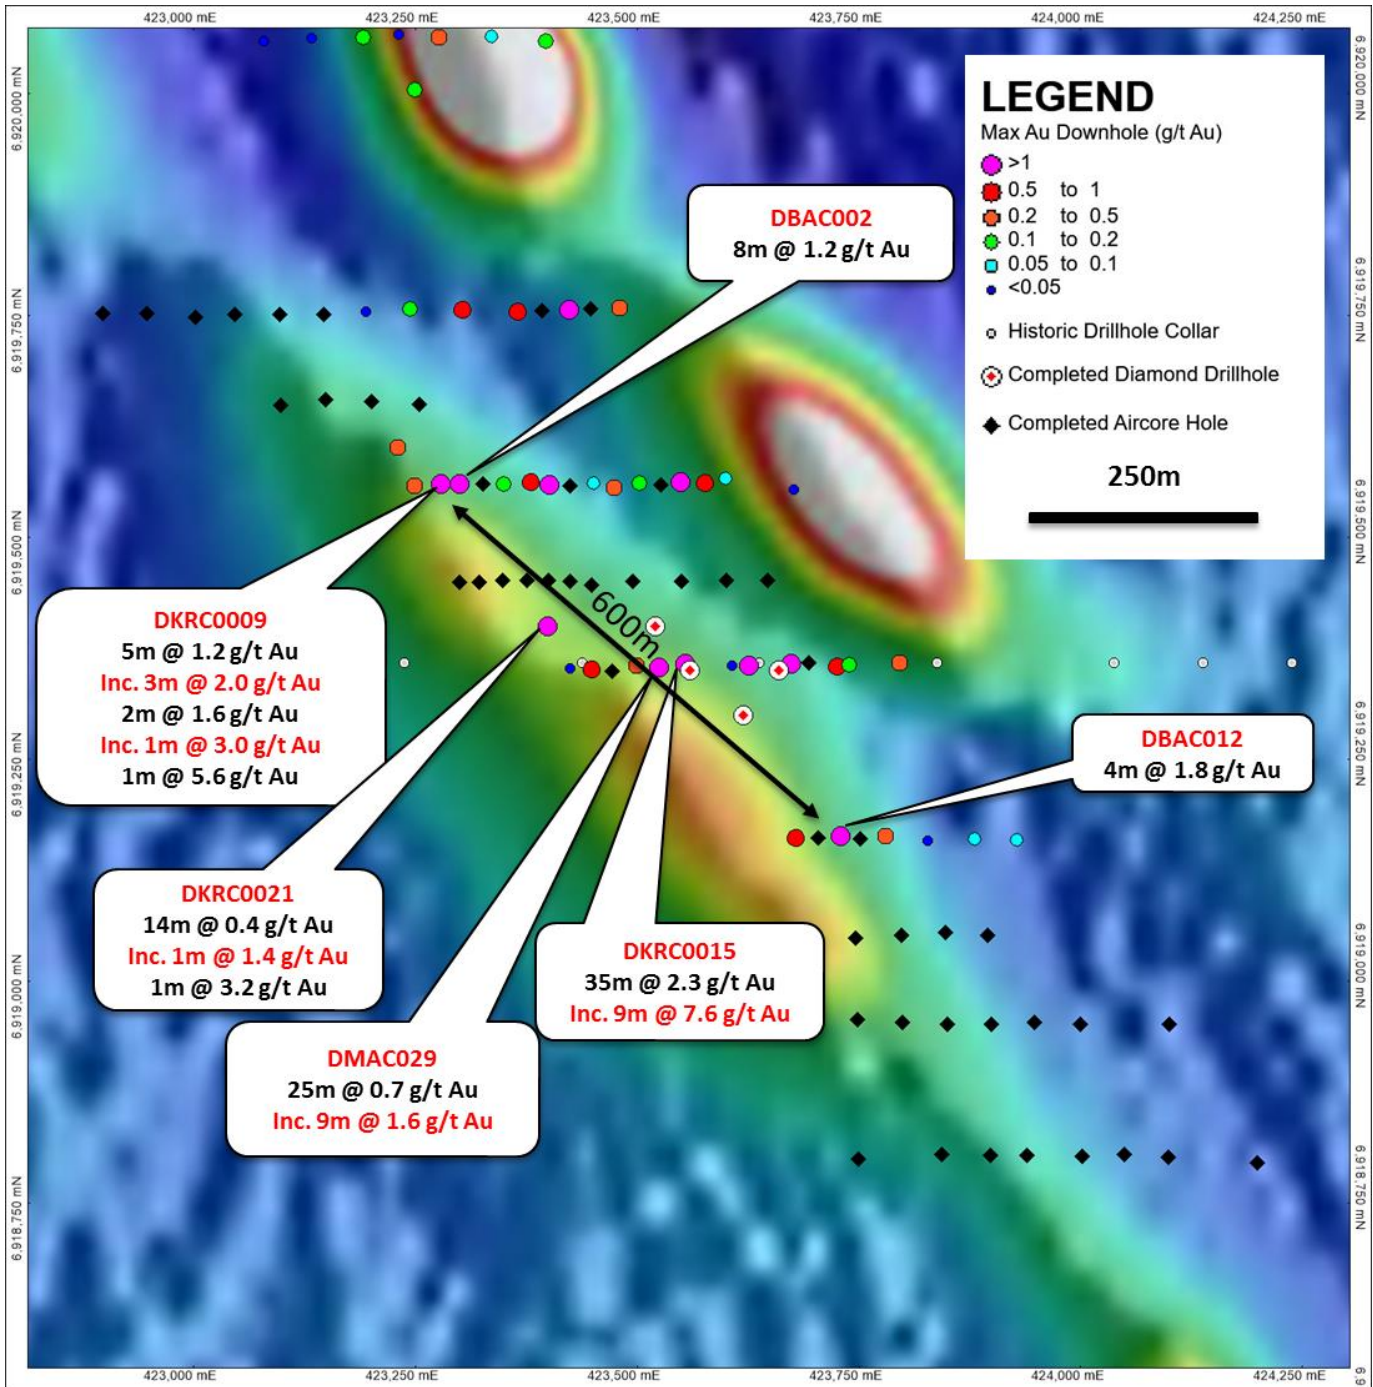 423,000 mE
423,250 mE
423,500 mE
423,750 mE
424,000 mE
424,250 mE
6,920,000 mN
6,919,750 mN
6,919,500 mN
6,919,250 mN
6,919,000 mN
6,918,750 mN
LEGEND
Max Au Downhole (g/t Au)
>1
0.5 to 1
0.2 to 0.5
0.1 to 0.2
0.05 to 0.1
<0.05
Historic Drillhole Collar
Completed Diamond Drillhole
Completed Aircore Hole
250m
DBAC002
8m @ 1.2 g/t Au
600m
DKRC0009
5m @ 1.2 g/t Au
Inc. 3m @ 2.0 g/t Au
2m @ 1.6 g/t Au
Inc. 1m @ 3.0 g/t Au
1m @ 5.6 g/t Au
DBAC012
4m @ 1.8 g/t Au
DKRC0021
14m @ 0.4 g/t Au
Inc. 1m @ 1.4 g/t Au
1m @ 3.2 g/t Au
DKRC0015
35m @ 2.3 g/t Au
Inc. 9m @ 7.6 g/t Au
DMAC029
25m @ 0.7 g/t Au
Inc. 9m @ 1.6 g/t Au
6,920,000 mN
6,919,750 mN
6,919,500 mN
6,919,250 mN
6,919,000 mN
6,918,750 mN
6,9
423,000 mE
423,250 mE
423,500 mE
423,750 mE
424,000 mE
424,250 mE